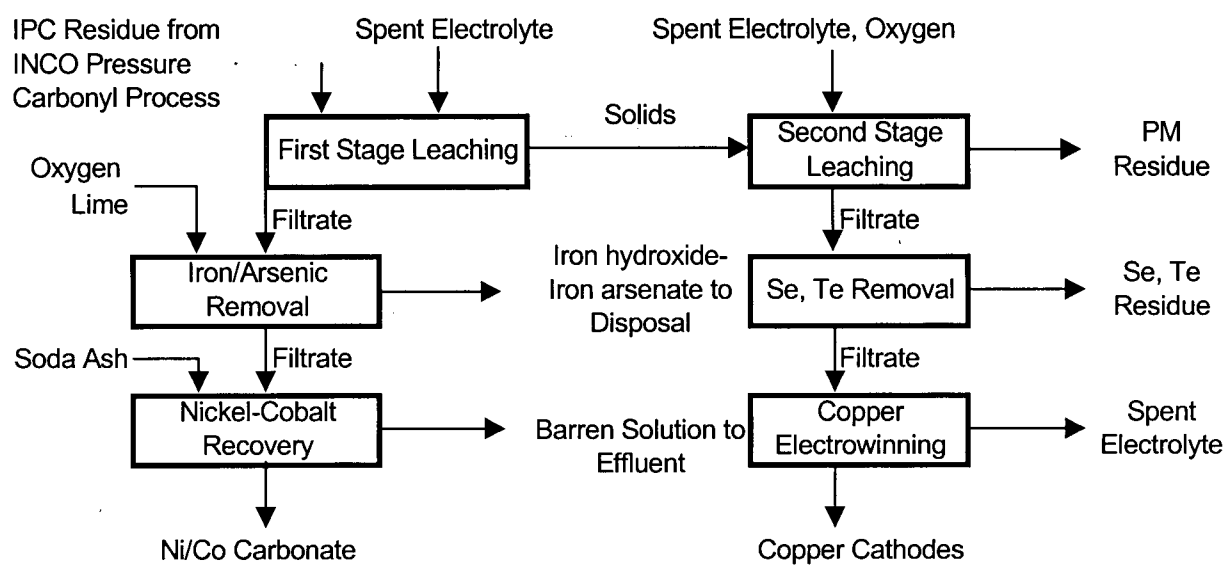 IPC Residue from
INCO Pressure
Carbonyl Process
Spent Electrolyte
Spent Electrolyte, Oxygen
First Stage Leaching
Solids
Second Stage
Leaching
PM
Residue
Oxygen
Lime
Filtrate
Filtrate
Iron/Arsenic
Removal
Iron hydroxide-
Iron arsenate to
Disposal
Se, Te Removal
Se, Te
Residue
Soda Ash
Filtrate
Filtrate
Nickel-Cobalt
Recovery
Barren Solution to
Effluent
Copper
Electrowinning
Spent
Electrolyte
Ni/Co Carbonate
Copper Cathodes